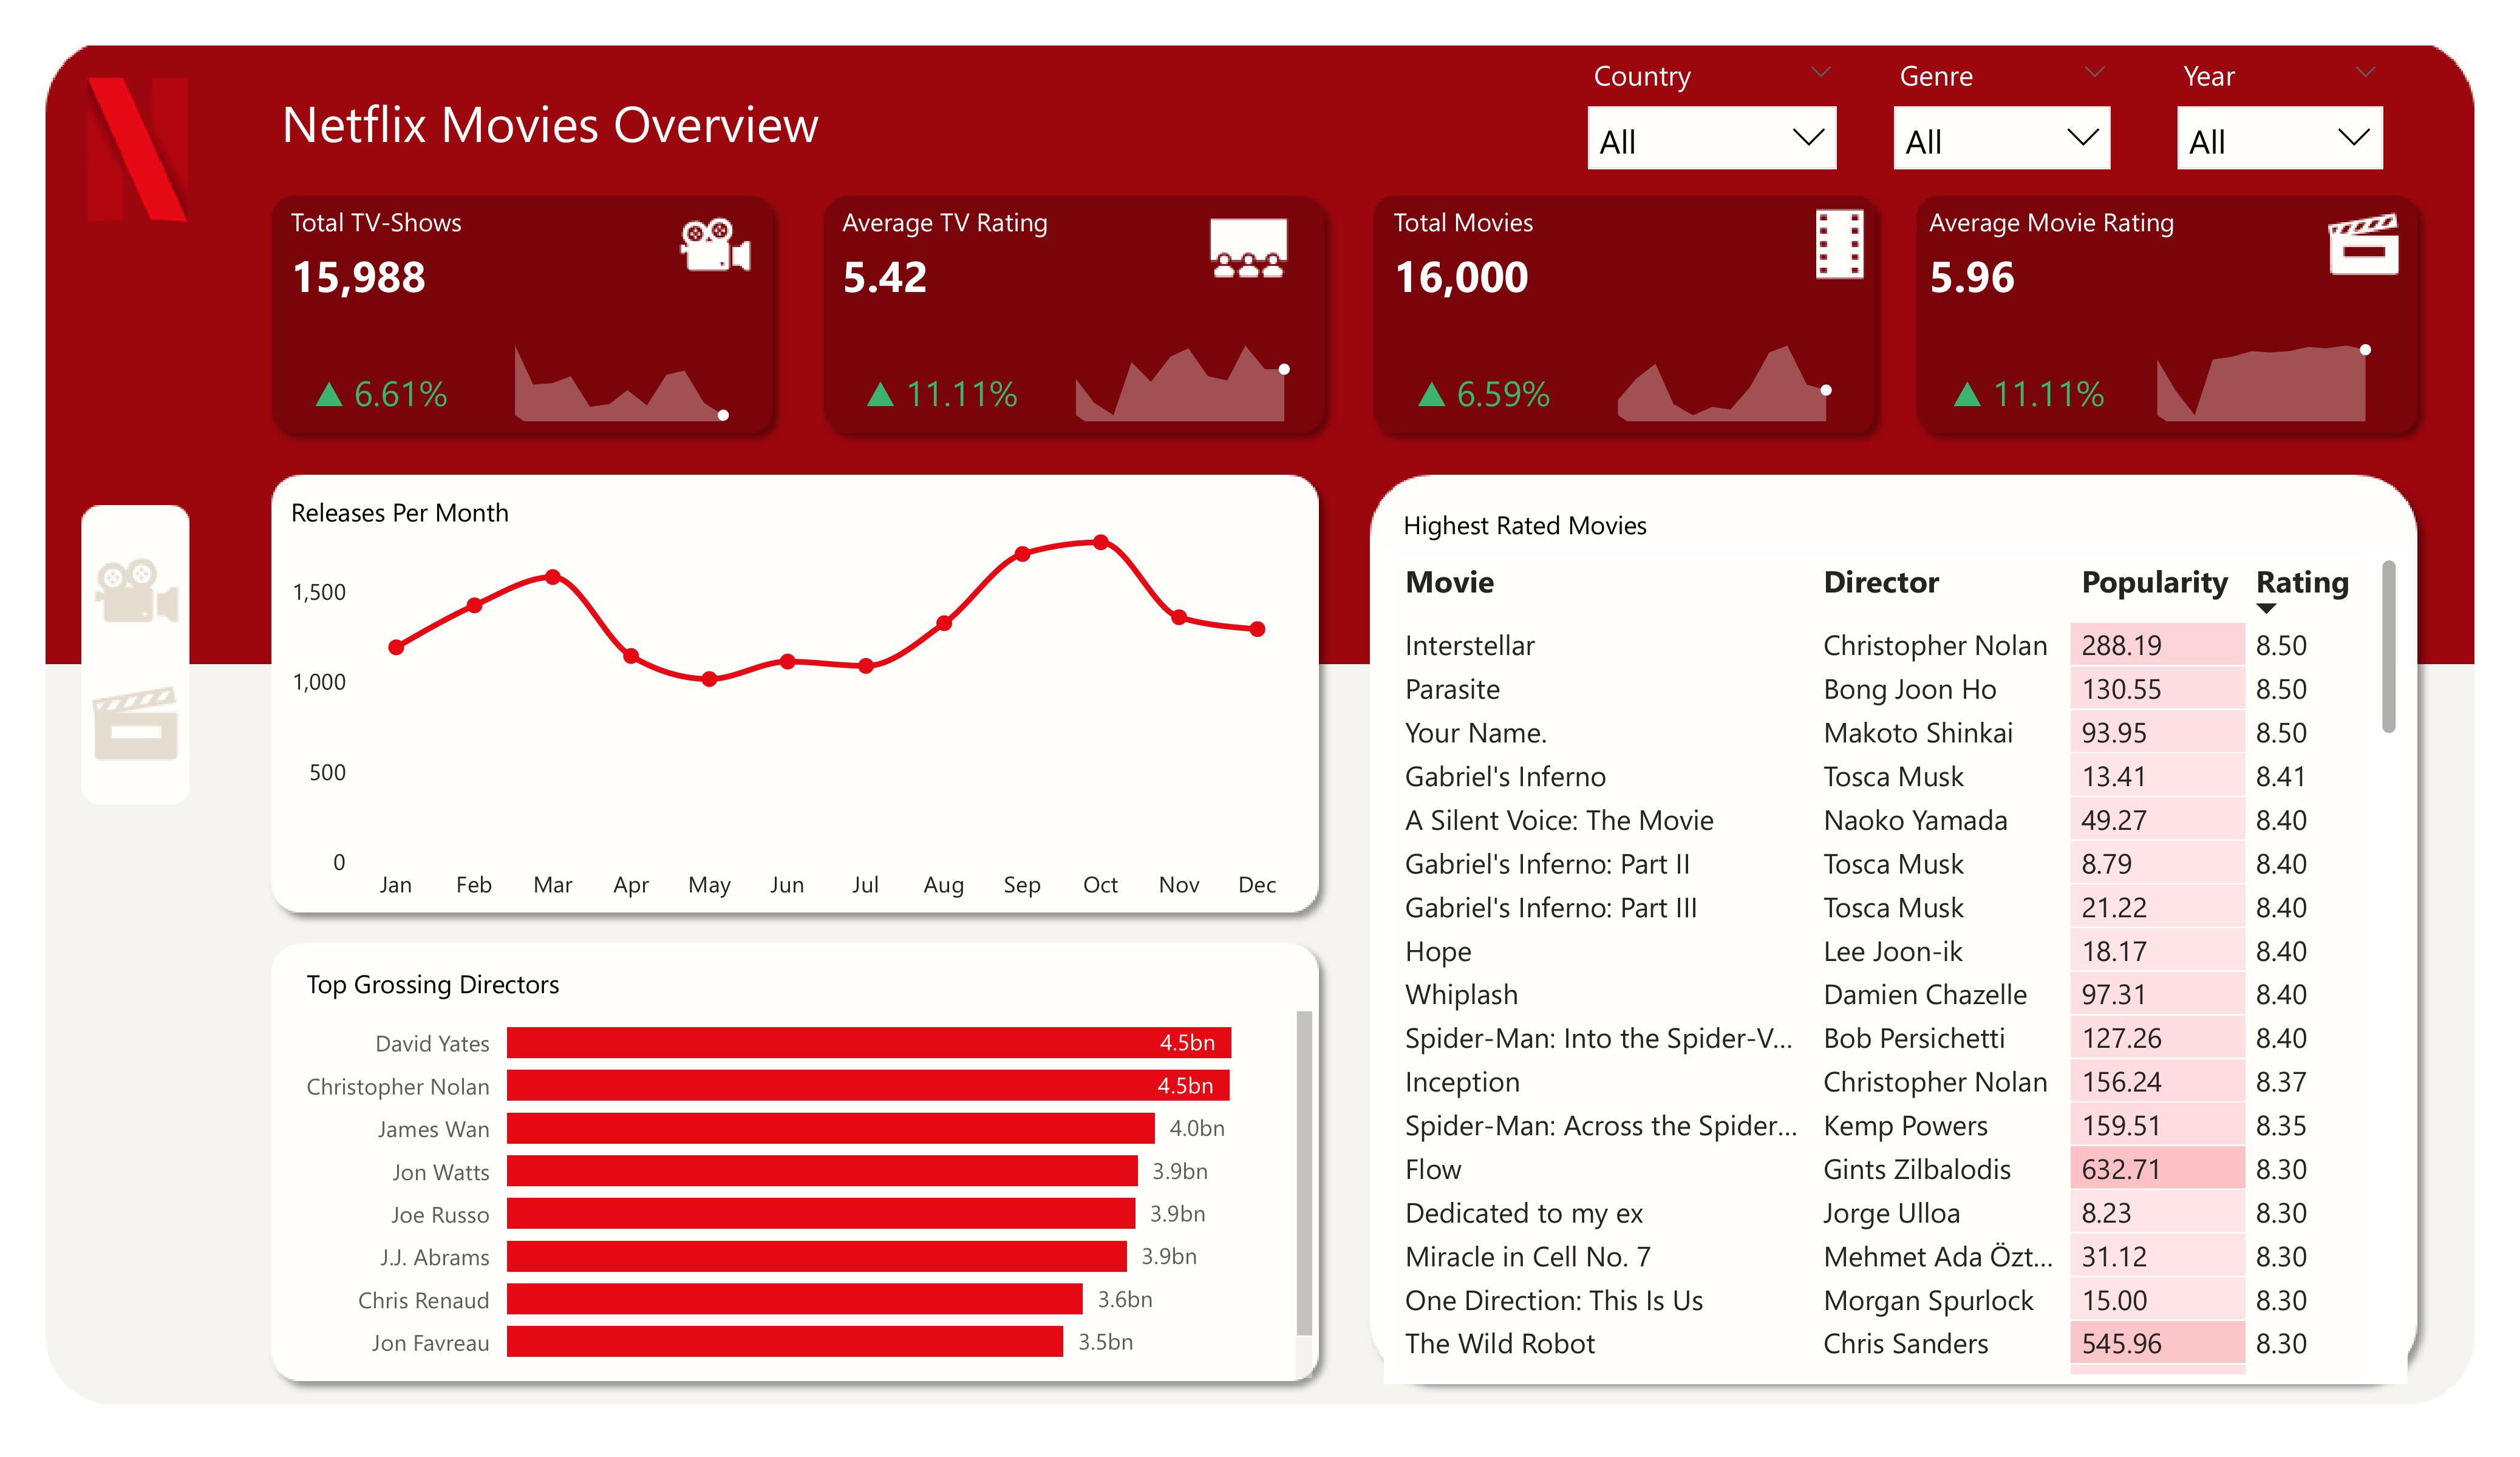 Netflix Movies Overview
Country
Genre
Year
All
All
All
Total TV-Shows
15,988
6.61%
Average TV Rating
5.42
11.11%
Total Movies
16,000
6.59%
Average Movie Rating
5.96
11.11%
Releases Per Month
1,500
1,000
500
0
Jan Feb Mar Apr May Jun Jul Aug Sep Oct Nov Dec
Top Grossing Directors
David Yates 4.5bn
Christopher Nolan 4.5bn
James Wan 4.0bn
Jon Watts 3.9bn
Joe Russo 3.9bn
J.J. Abrams 3.9bn
Chris Renaud 3.6bn
Jon Favreau 3.5bn
Highest Rated Movies
Movie Director Popularity Rating
Interstellar Christopher Nolan 288.19 8.50
Parasite Bong Joon Ho 130.55 8.50
Your Name. Makoto Shinkai 93.95 8.50
Gabriel's Inferno Tosca Musk 13.41 8.41
A Silent Voice: The Movie Naoko Yamada 49.27 8.40
Gabriel's Inferno: Part II Tosca Musk 8.79 8.40
Gabriel's Inferno: Part III Tosca Musk 21.22 8.40
Hope Lee Joon-ik 18.17 8.40
Whiplash Damien Chazelle 97.31 8.40
Spider-Man: Into the Spider-V... Bob Persichetti 127.26 8.40
Inception Christopher Nolan 156.24 8.37
Spider-Man: Across the Spider... Kemp Powers 159.51 8.35
Flow Gints Zilbalodis 632.71 8.30
Dedicated to my ex Jorge Ulloa 8.23 8.30
Miracle in Cell No. 7 Mehmet Ada Özt... 31.12 8.30
One Direction: This Is Us Morgan Spurlock 15.00 8.30
The Wild Robot Chris Sanders 545.96 8.30